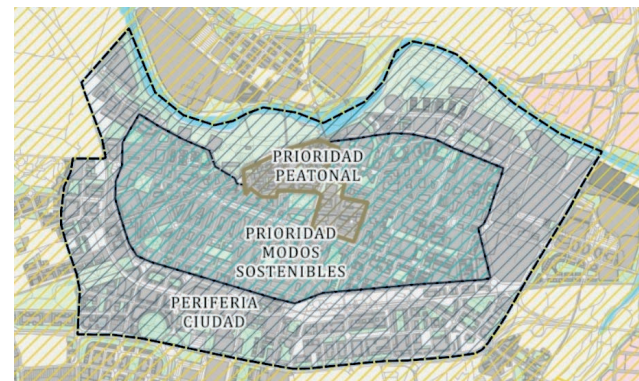 PRIORIDAD
PEATONAL
PRIORIDAD
MODOS
SOSTENIBLES
PERIFERIA
CIUDAD